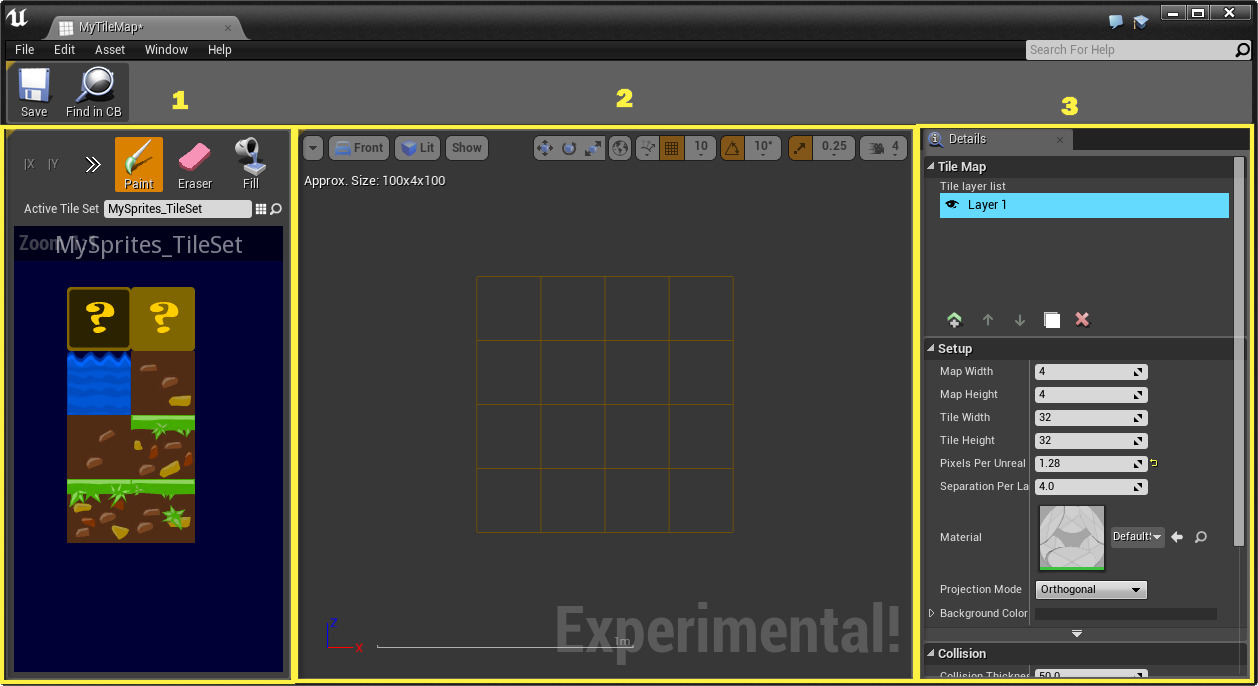 MyTileMap*
File Edit Asset Window Help
Search For Help
Save Find in CB
1
2
3
|X |Y Paint Eraser Fill
Active Tile Set MySprites_TileSet
Zoom 1:1
MySprites_TileSet
? ?
Front Lit Show 10 10° 0.25 4
Approx. Size: 100x4x100
Z
X
1m
Experimental!
Details
Tile Map
Tile layer list
Layer 1
Setup
Map Width 4
Map Height 4
Tile Width 32
Tile Height 32
Pixels Per Unreal 1.28
Separation Per La 4.0
Material Default
Projection Mode Orthogonal
Background Color
Collision
Collision Thicknes 50.0